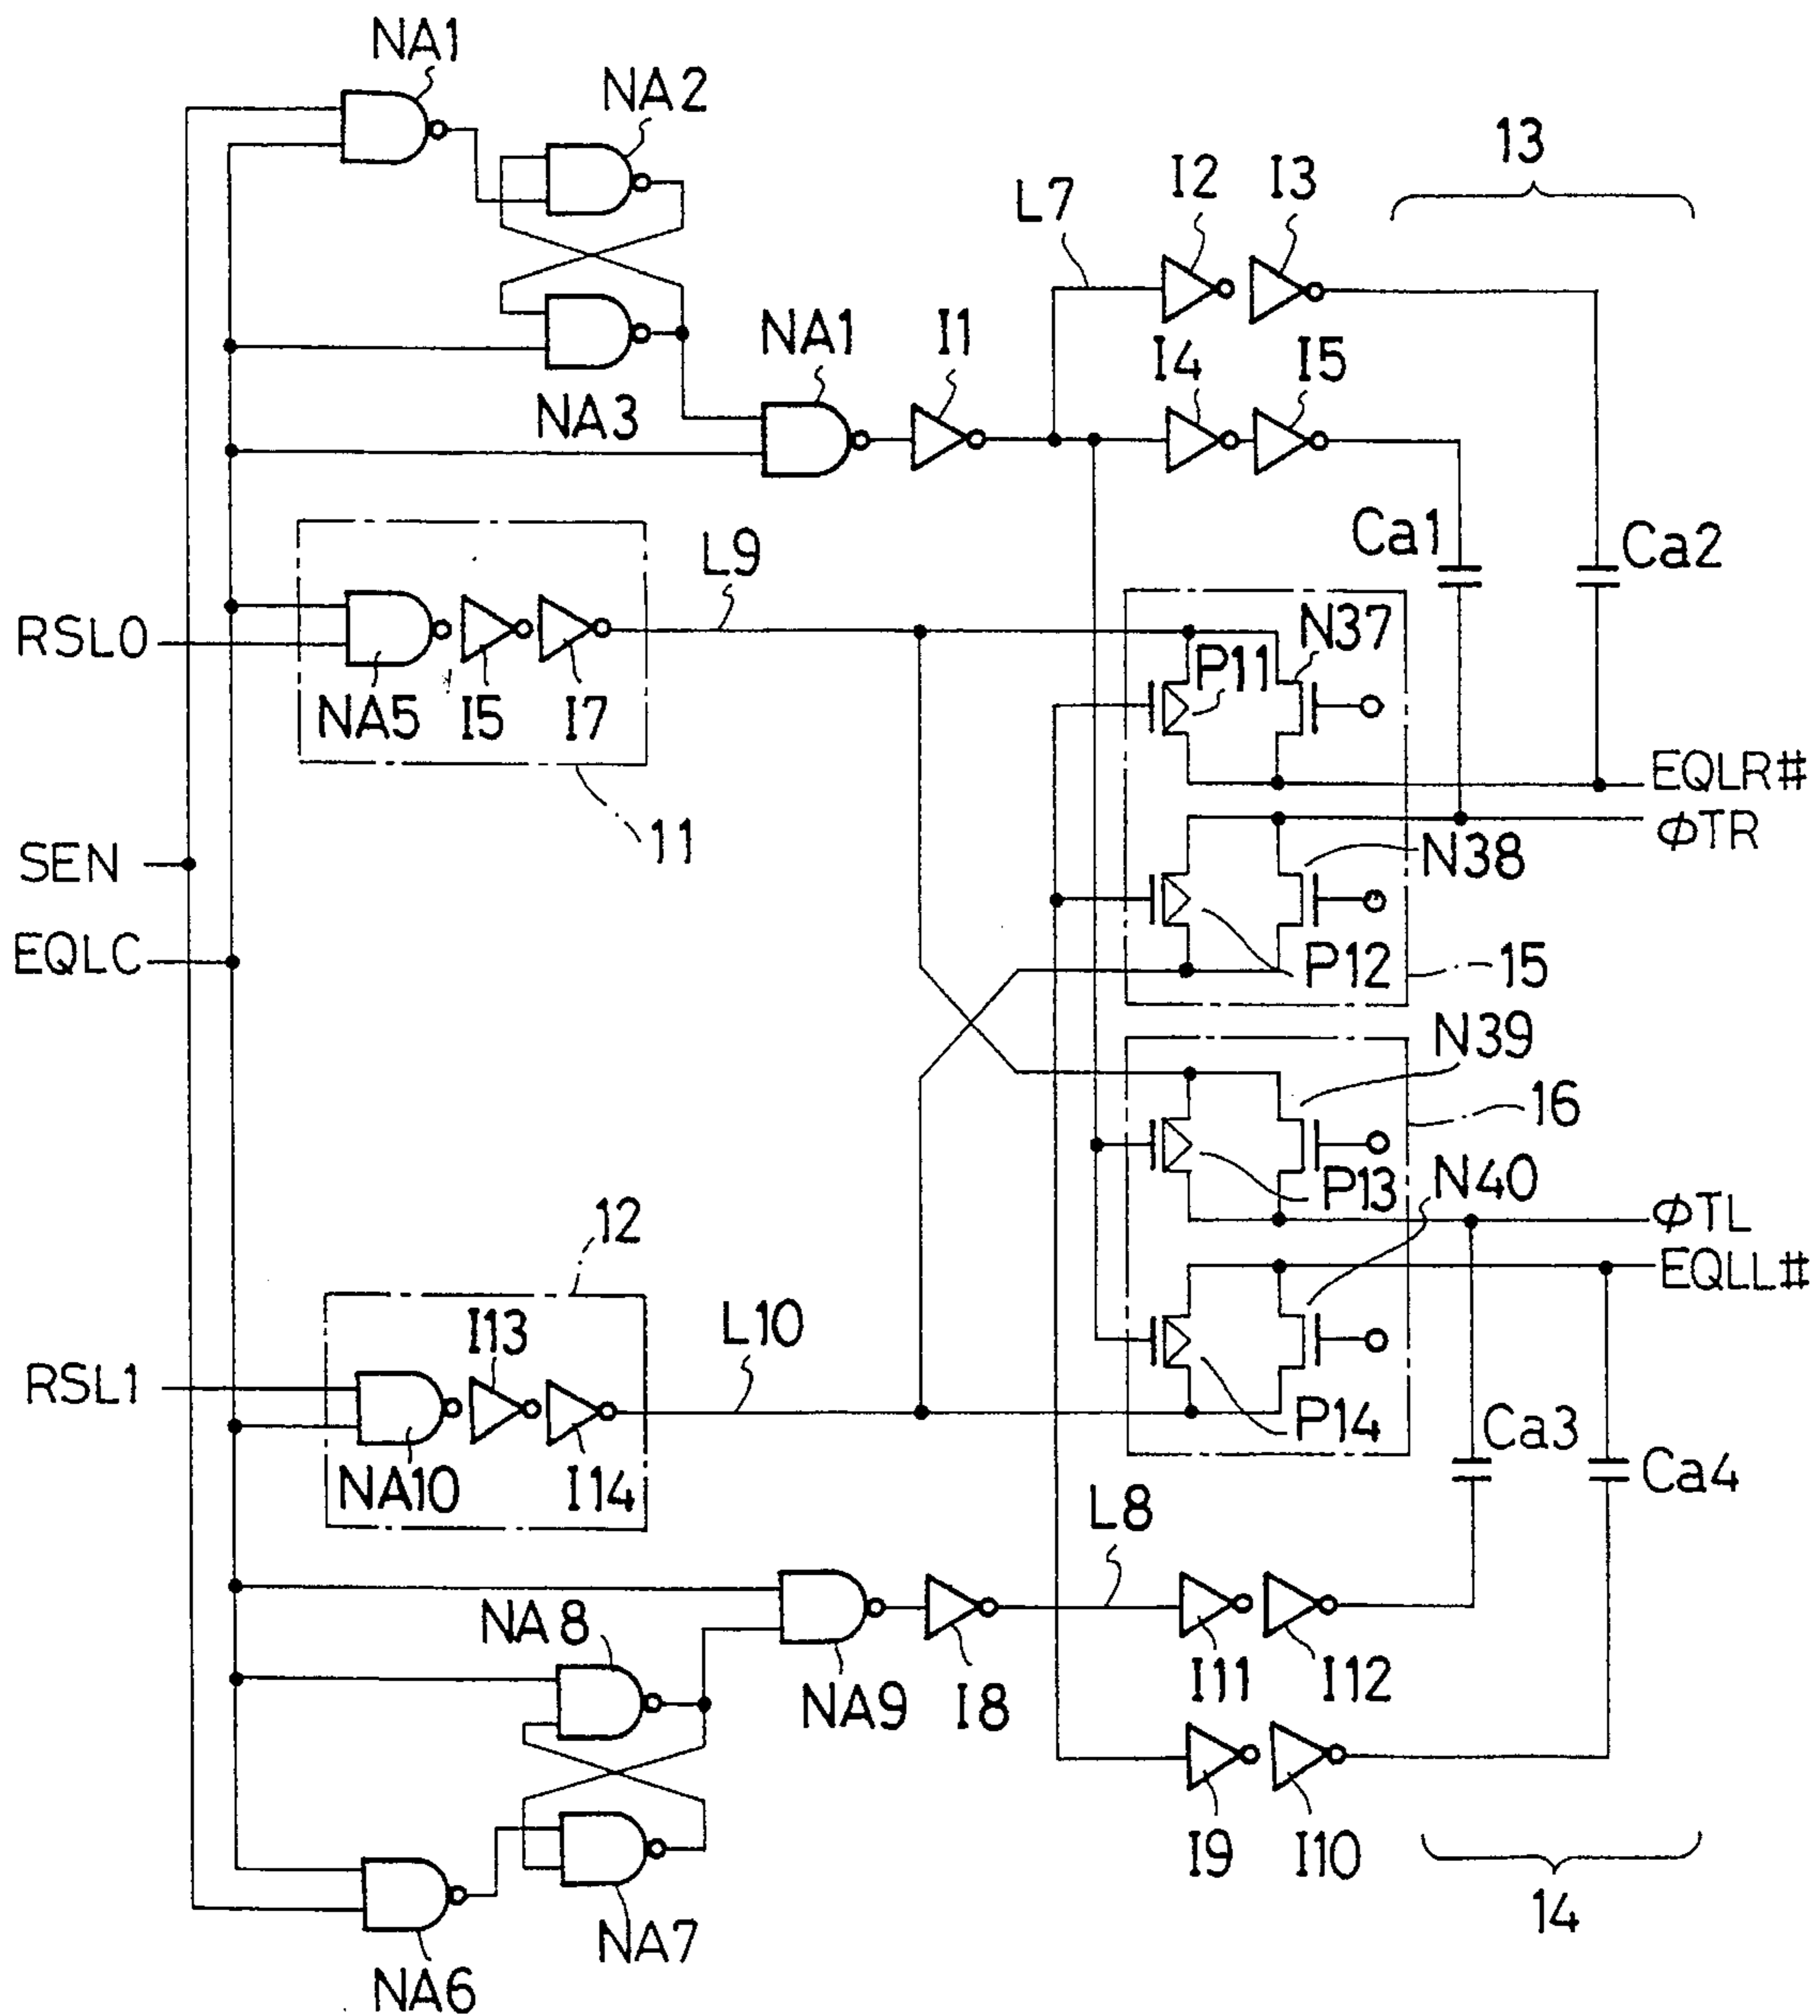 NA1
NA2
13
L7
I2
I3
NA1
I1
I4
I5
NA3
Ca1
Ca2
L9
RSL0
N37
P11
NA5
I5
I7
EQLR#
11
ΦTR
SEN
N38
EQLC
P12
15
N39
16
P13
N40
12
ΦTL
EQLL#
I13
L10
RSL1
P14
Ca3
NA10
I14
Ca4
L8
NA8
I11
I12
NA9
I8
I9
I10
NA7
14
NA6